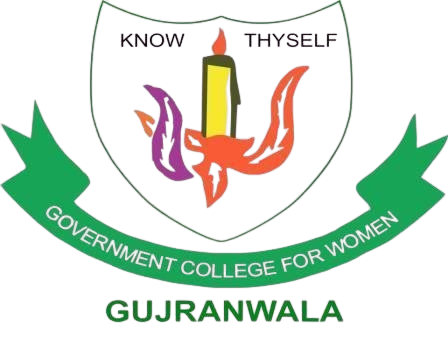 KNOW THYSELF
GOVERNMENT COLLEGE FOR WOMEN
GUJRANWALA